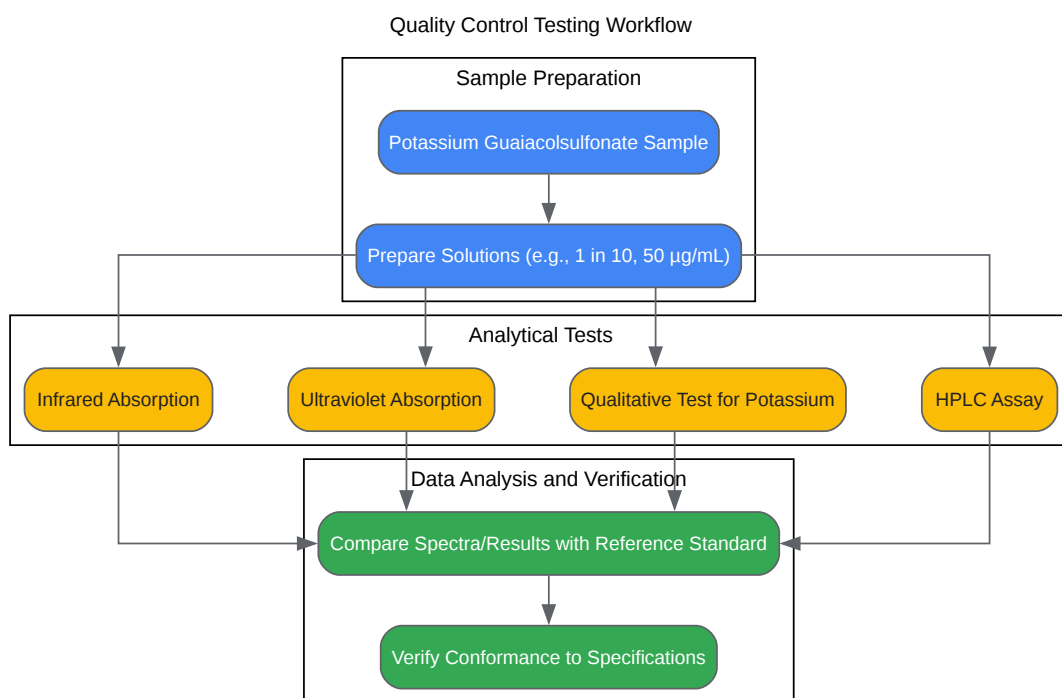 Quality Control Testing Workflow
Sample Preparation
Potassium Guaiacolsulfonate Sample
Prepare Solutions (e.g., 1 in 10, 50 µg/mL)
Analytical Tests
Infrared Absorption
Ultraviolet Absorption
Qualitative Test for Potassium
HPLC Assay
Data Analysis and Verification
Compare Spectra/Results with Reference Standard
Verify Conformance to Specifications